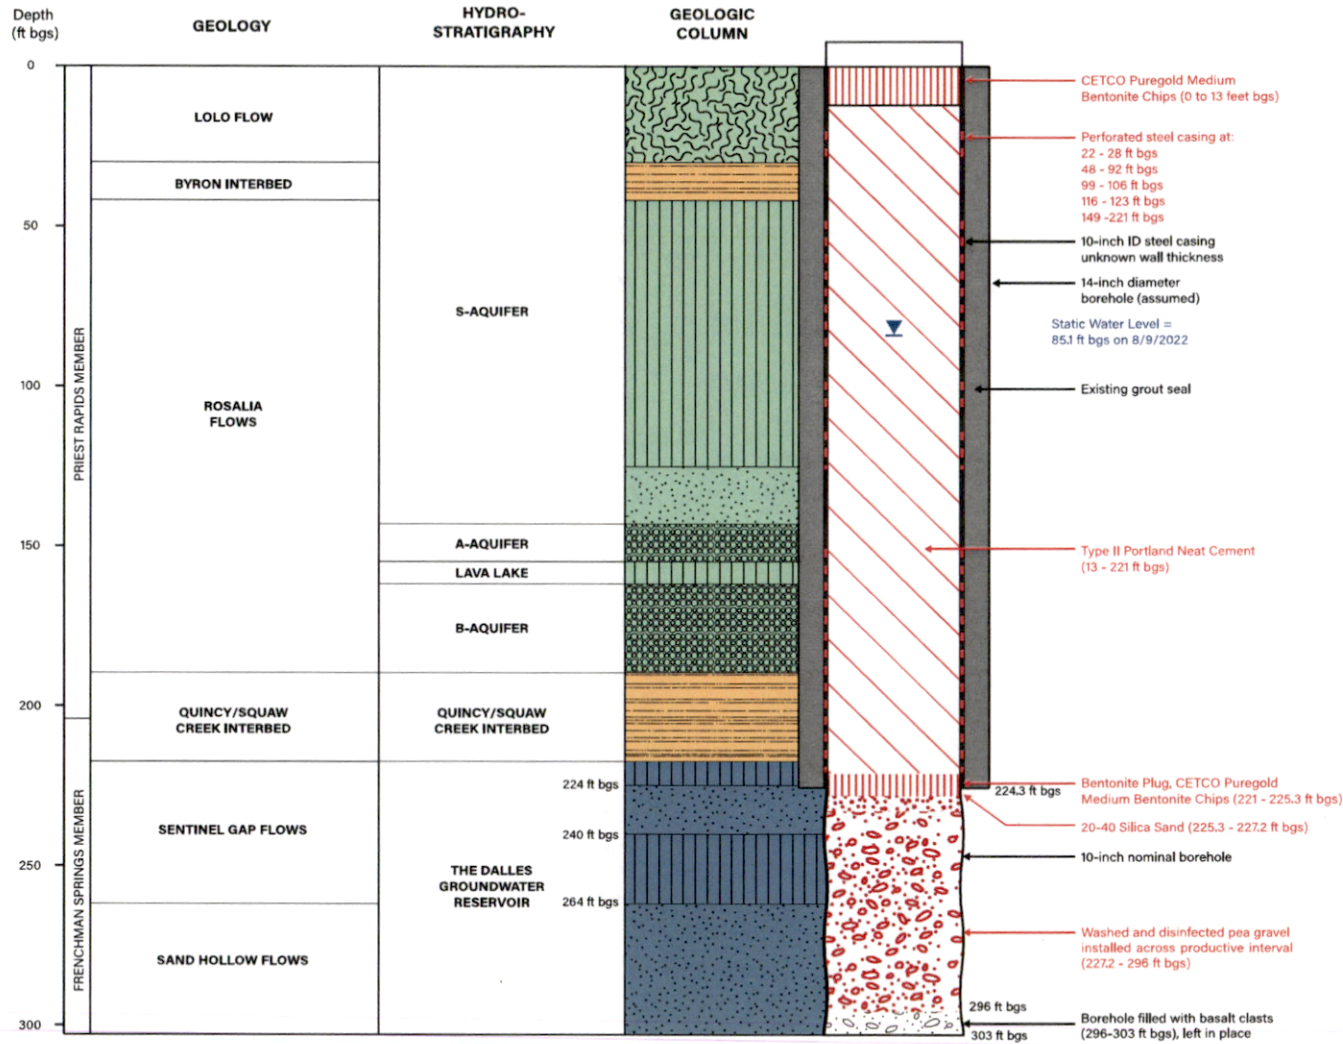 Depth
(ft bgs)
GEOLOGY
HYDRO-
STRATIGRAPHY
GEOLOGIC
COLUMN
0
50
100
150
200
250
300
PRIEST RAPIDS MEMBER
FRENCHMAN SPRINGS MEMBER
LOLO FLOW
BYRON INTERBED
ROSALIA
FLOWS
QUINCY/SQUAW
CREEK INTERBED
SENTINEL GAP FLOWS
SAND HOLLOW FLOWS
S-AQUIFER
A-AQUIFER
LAVA LAKE
B-AQUIFER
QUINCY/SQUAW
CREEK INTERBED
THE DALLES
GROUNDWATER
RESERVOIR
224 ft bgs
240 ft bgs
264 ft bgs
CETCO Puregold Medium
Bentonite Chips (0 to 13 feet bgs)
Perforated steel casing at:
22 - 28 ft bgs
48 - 92 ft bgs
99 - 106 ft bgs
116 - 123 ft bgs
149 -221 ft bgs
10-inch ID steel casing
unknown wall thickness
14-inch diameter
borehole (assumed)
Static Water Level =
85.1 ft bgs on 8/9/2022
Existing grout seal
Type II Portland Neat Cement
(13 - 221 ft bgs)
224.3 ft bgs
Bentonite Plug, CETCO Puregold
Medium Bentonite Chips (221 - 225.3 ft bgs)
20-40 Silica Sand (225.3 - 227.2 ft bgs)
10-inch nominal borehole
Washed and disinfected pea gravel
installed across productive interval
(227.2 - 296 ft bgs)
296 ft bgs
303 ft bgs
Borehole filled with basalt clasts
(296-303 ft bgs), left in place